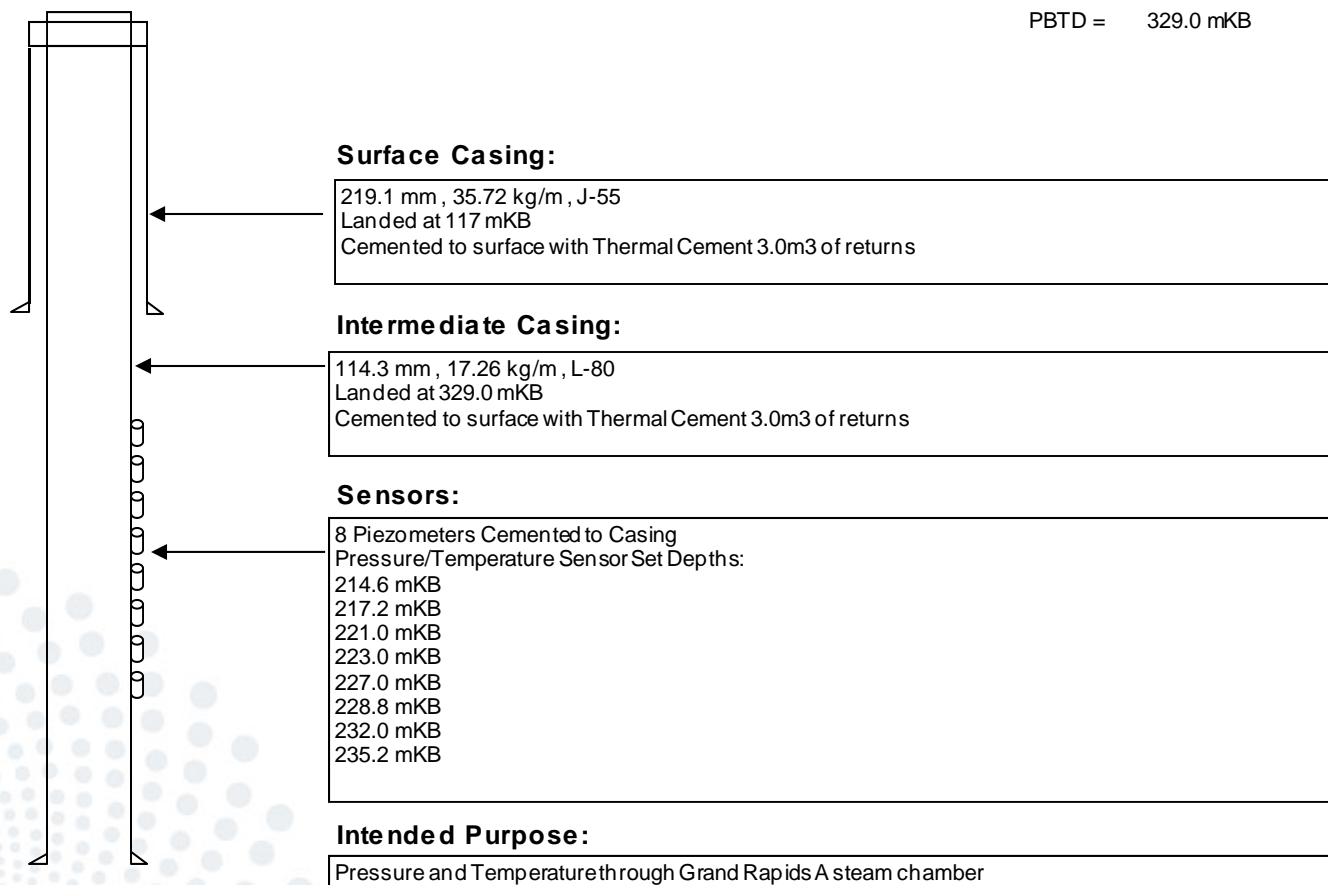 PBTD = 329.0 mKB
Surface Casing:
219.1 mm , 35.72 kg/m , J-55
Landed at 117 mKB
Cemented to surface with Thermal Cement 3.0m3 of returns
Intermediate Casing:
114.3 mm , 17.26 kg/m , L-80
Landed at 329.0 mKB
Cemented to surface with Thermal Cement 3.0m3 of returns
Sensors:
8 Piezometers Cemented to Casing
Pressure/Temperature Sensor Set Depths:
214.6 mKB
217.2 mKB
221.0 mKB
223.0 mKB
227.0 mKB
228.8 mKB
232.0 mKB
235.2 mKB
Intended Purpose:
Pressure and Temperature through Grand Rapids A steam chamber